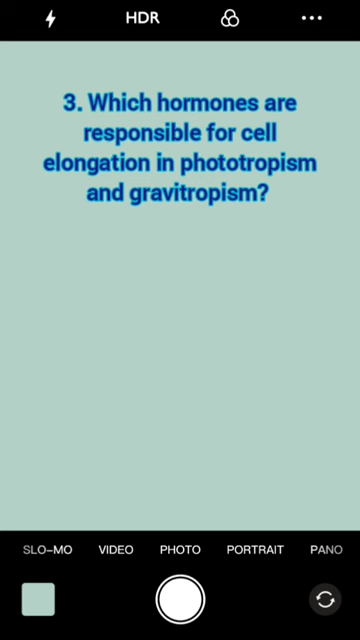 HDR
3. Which hormones are
responsible for cell
elongation in phototropism
and gravitropism?
SLO-MO VIDEO PHOTO PORTRAIT PANO